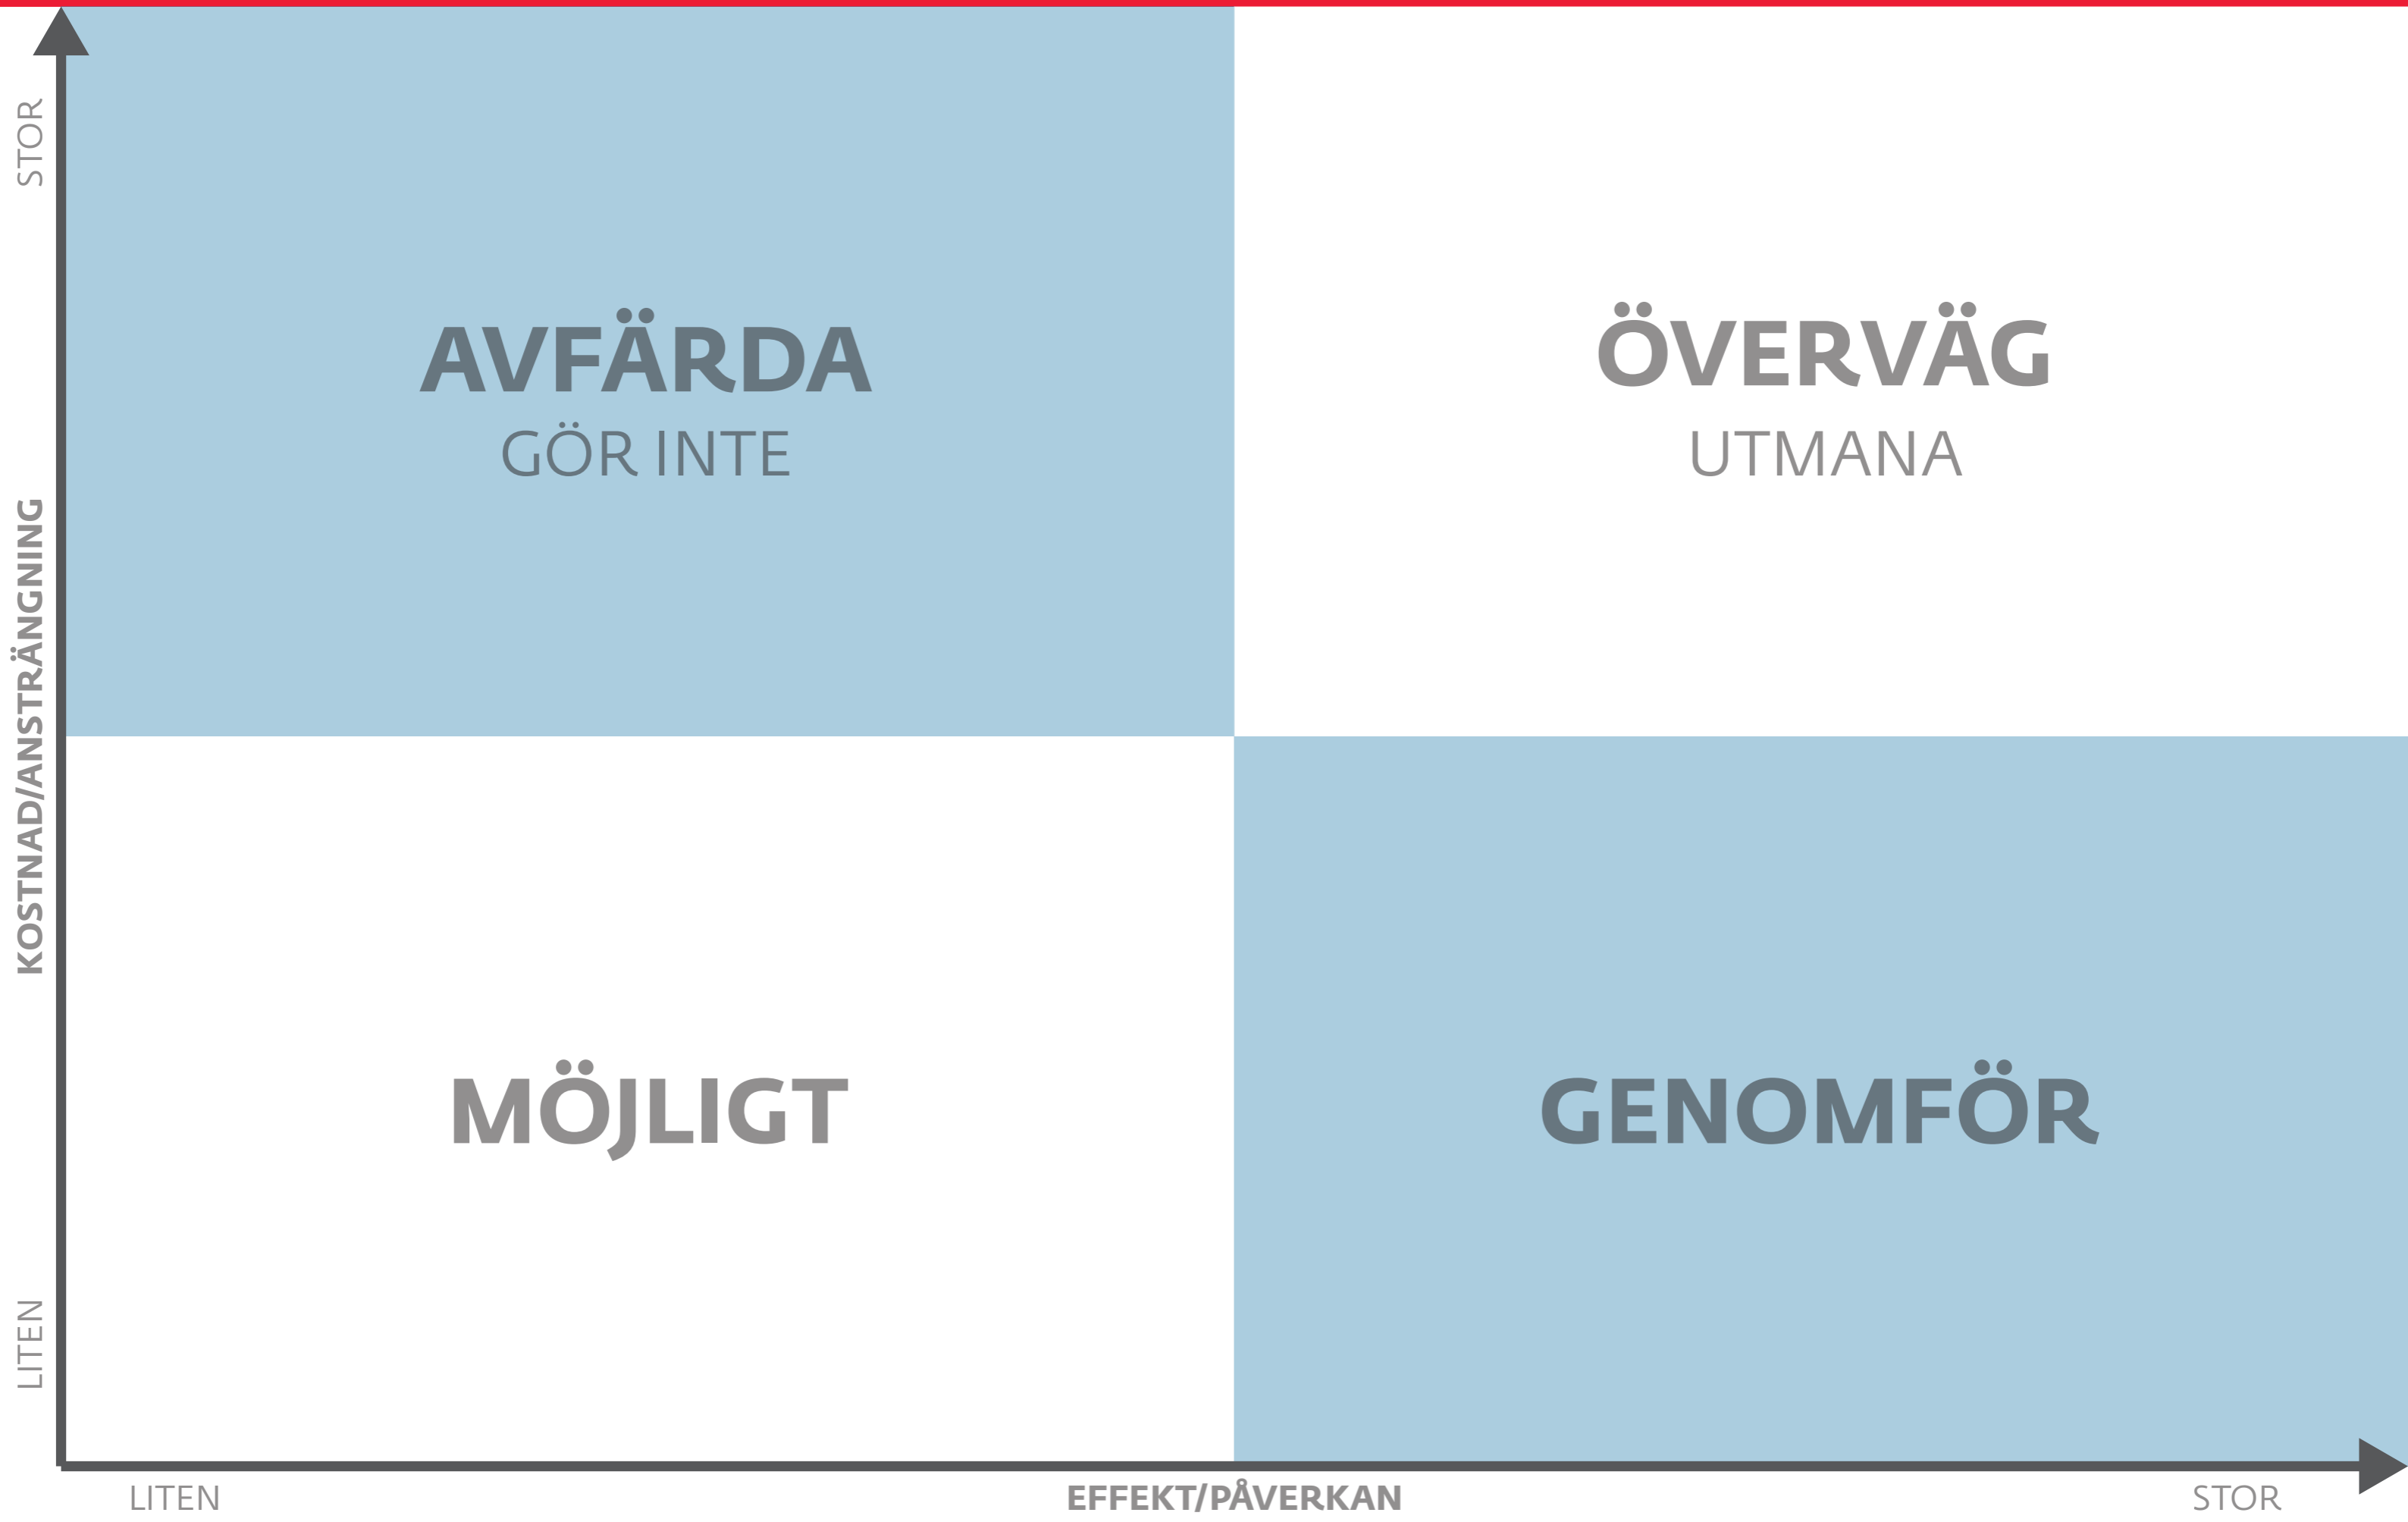 STOR
KOSTNAD/ANSTRÄNGNING
LITEN
AVFÄRDA
GÖR INTE
ÖVERVÄG
UTMANA
MÖJLIGT
GENOMFÖR
LITEN
EFFEKT/PÅVERKAN
STOR